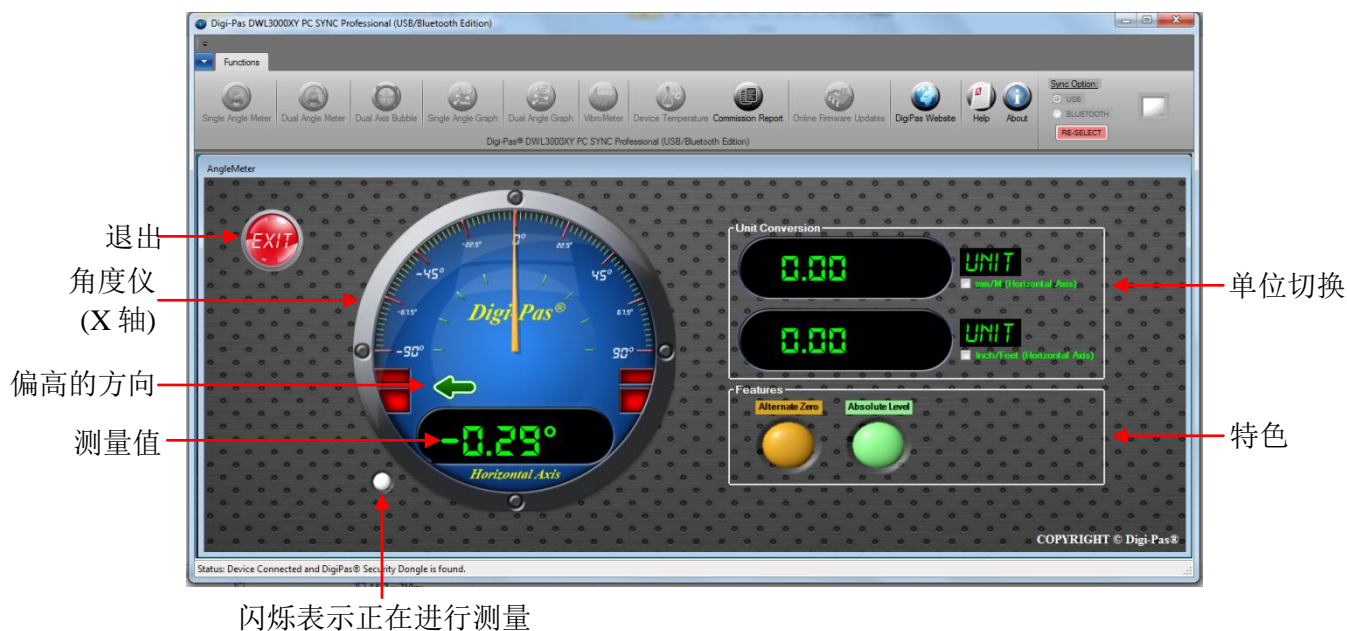 Digi-Pas DWL3000XY PC SYNC Professional (USB/Bluetooth Edition)
Functions
Single Angle Meter
Dual Angle Meter
Dual Axis Bubble
Single Angle Graph
Dual Angle Graph
VibroMeter
Device Temperature
Commission Report
Online Firmware Updates
DigiPas Website
Help
About
Sync Option:
USB
BLUETOOTH
RE-SELECT
Digi-Pas® DWL3000XY PC SYNC Professional (USB/Bluetooth Edition)
AngleMeter
退出
EXIT
角度仪
(X 轴)
偏高的方向
测量值
-90°
-67.5°
-45°
-22.5°
0°
22.5°
45°
67.5°
90°
Digi-Pas®
-0.29°
Horizontal Axis
Unit Conversion
0.00
UNIT
mm/M (Horizontal Axis)
0.00
UNIT
Inch/Feet (Horizontal Axis)
单位切换
Features
Alternate Zero
Absolute Level
特色
COPYRIGHT © Digi-Pas®
Status: Device Connected and DigiPas® Security Dongle is found.
闪烁表示正在进行测量